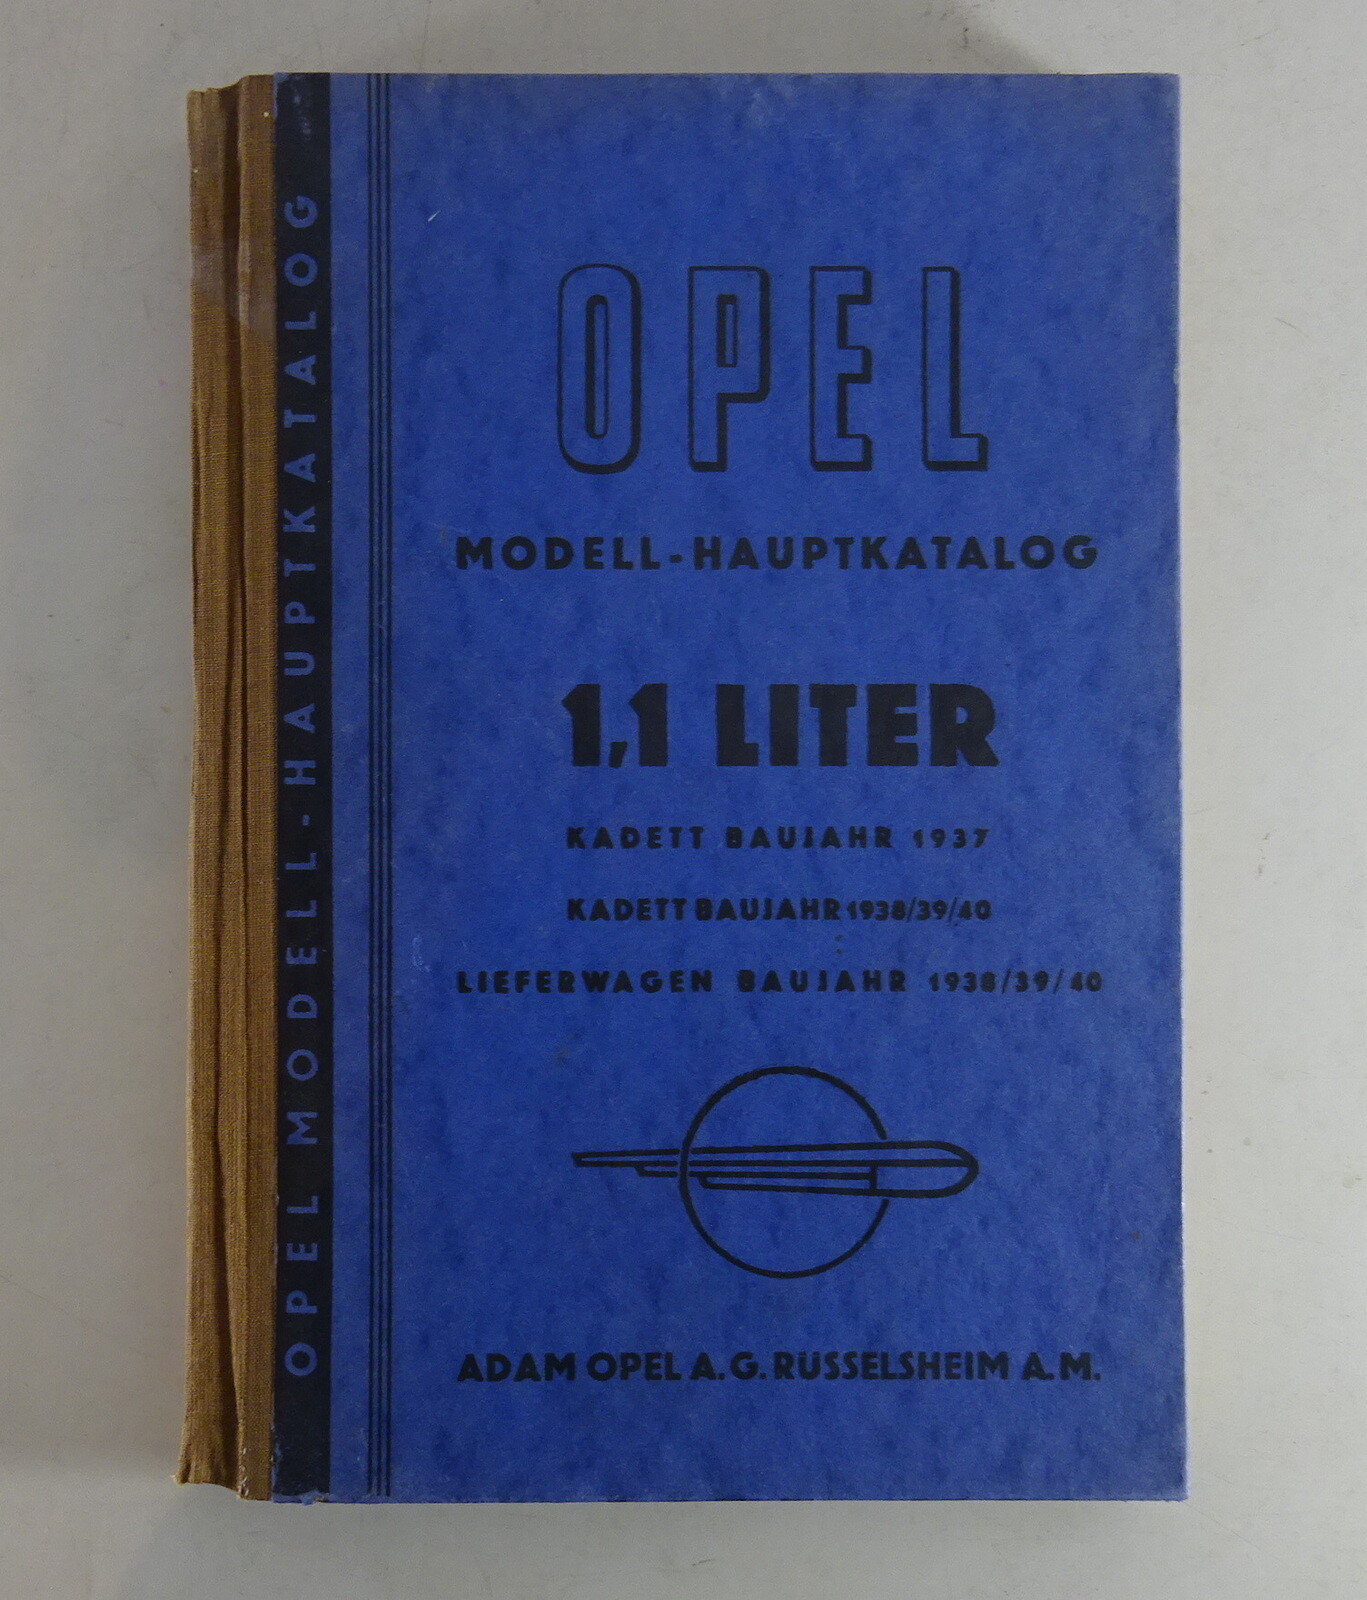 OPEL MODELL-HAUPTKATALOG
OPEL
MODELL-HAUPTKATALOG
1,1 LITER
KADETT BAUJAHR 1937
KADETT BAUJAHR 1938/39/40
LIEFERWAGEN BAUJAHR 1938/39/40
ADAM OPEL A.G. RÜSSELSHEIM A.M.